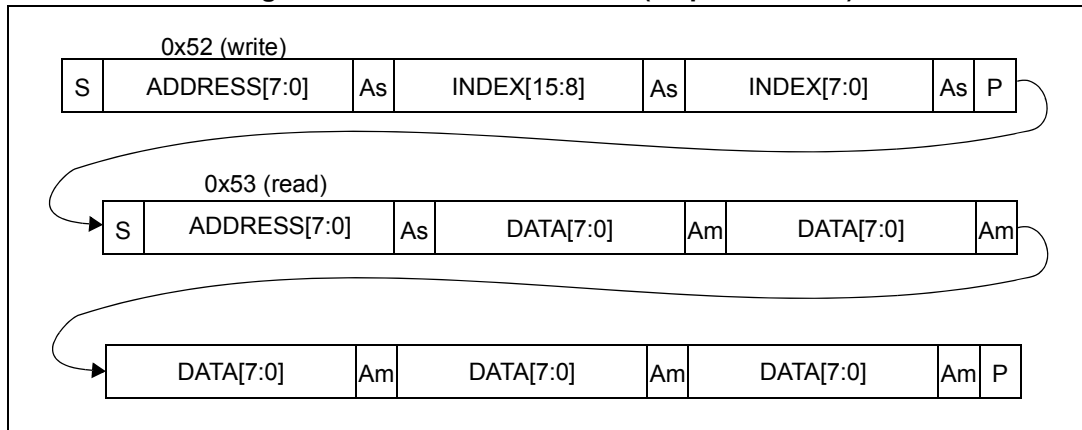 0x52 (write)
S ADDRESS[7:0] As INDEX[15:8] As INDEX[7:0] As P
0x53 (read)
S ADDRESS[7:0] As DATA[7:0] Am DATA[7:0] Am
DATA[7:0] Am DATA[7:0] Am DATA[7:0] Am P